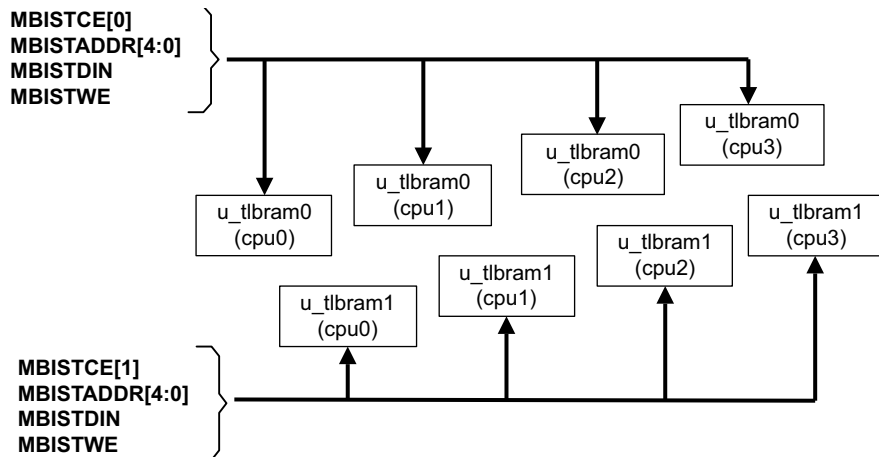 MBISTCE[0]
MBISTADDR[4:0]
MBISTDIN
MBISTWE
u_tlbram0
(cpu0)
u_tlbram0
(cpu1)
u_tlbram0
(cpu2)
u_tlbram0
(cpu3)
u_tlbram1
(cpu0)
u_tlbram1
(cpu1)
u_tlbram1
(cpu2)
u_tlbram1
(cpu3)
MBISTCE[1]
MBISTADDR[4:0]
MBISTDIN
MBISTWE